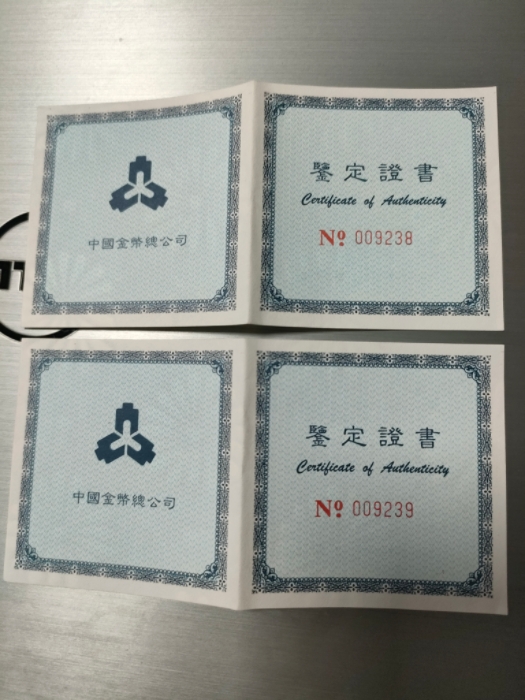 中國金幣總公司
鑒定證書
Certificate of Authenticity
Nº 009238
中國金幣總公司
鑒定證書
Certificate of Authenticity
Nº 009239